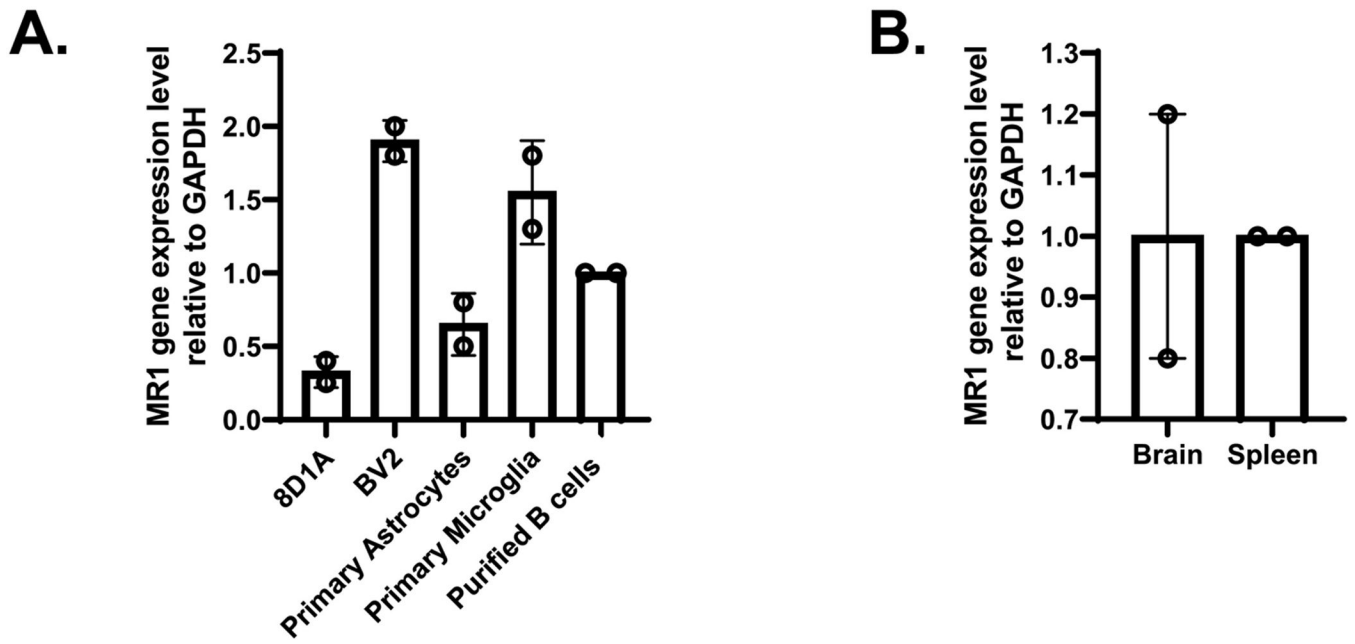 A.
MR1 gene expression level
relative to GAPDH
2.5
2.0
1.5
1.0
0.5
0.0
8D1A
BV2
Primary Astrocytes
Primary Microglia
Purified B cells
B.
MR1 gene expression level
relative to GAPDH
1.3
1.2
1.1
1.0
0.9
0.8
0.7
Brain
Spleen